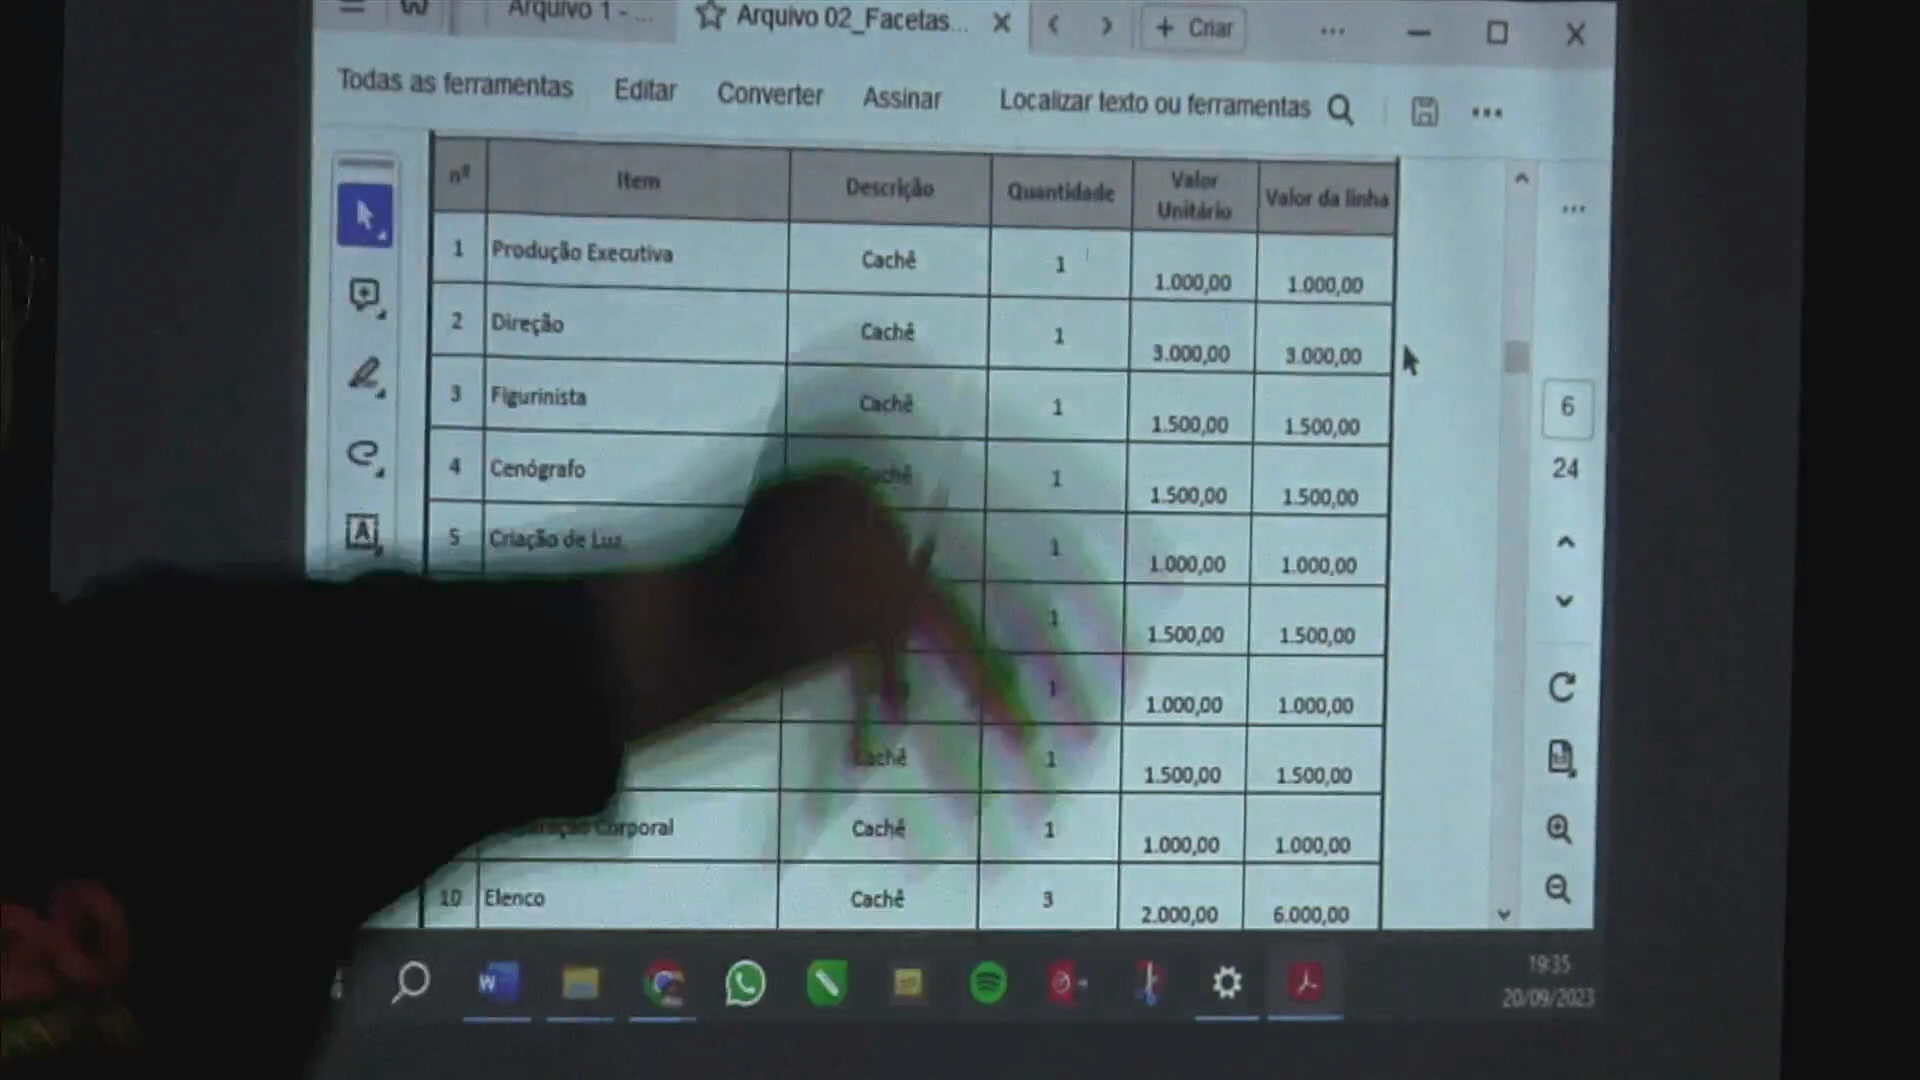 Arquivo 1 - ...
Arquivo 02_Facetas...
+ Criar
Todas as ferramentas Editar Converter Assinar Localizar texto ou ferramentas
nº Item Descrição Quantidade Valor Unitário Valor da linha
1 Produção Executiva Cachê 1 1.000,00 1.000,00
2 Direção Cachê 1 3.000,00 3.000,00
3 Figurinista Cachê 1 1.500,00 1.500,00
4 Cenógrafo Cachê 1 1.500,00 1.500,00
5 Criação de Luz 1 1.000,00 1.000,00
1 1.500,00 1.500,00
1 1.000,00 1.000,00
Cachê 1 1.500,00 1.500,00
Corporal Cachê 1 1.000,00 1.000,00
10 Elenco Cachê 3 2.000,00 6.000,00
6
24
19:35
20/09/2023